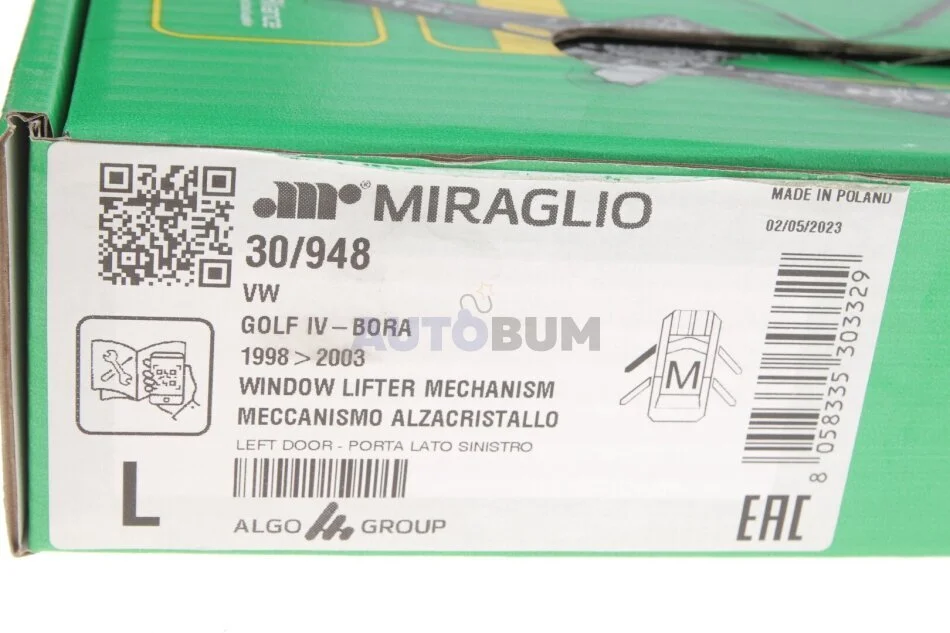 MIRAGLIO
MADE IN POLAND
02/05/2023
30/948
VW
GOLF IV – BORA
1998 > 2003
WINDOW LIFTER MECHANISM
MECCANISMO ALZACRISTALLO
LEFT DOOR - PORTA LATO SINISTRO
L
ALGO GROUP
M
8 058335 303329
EAC
AUTOBUM